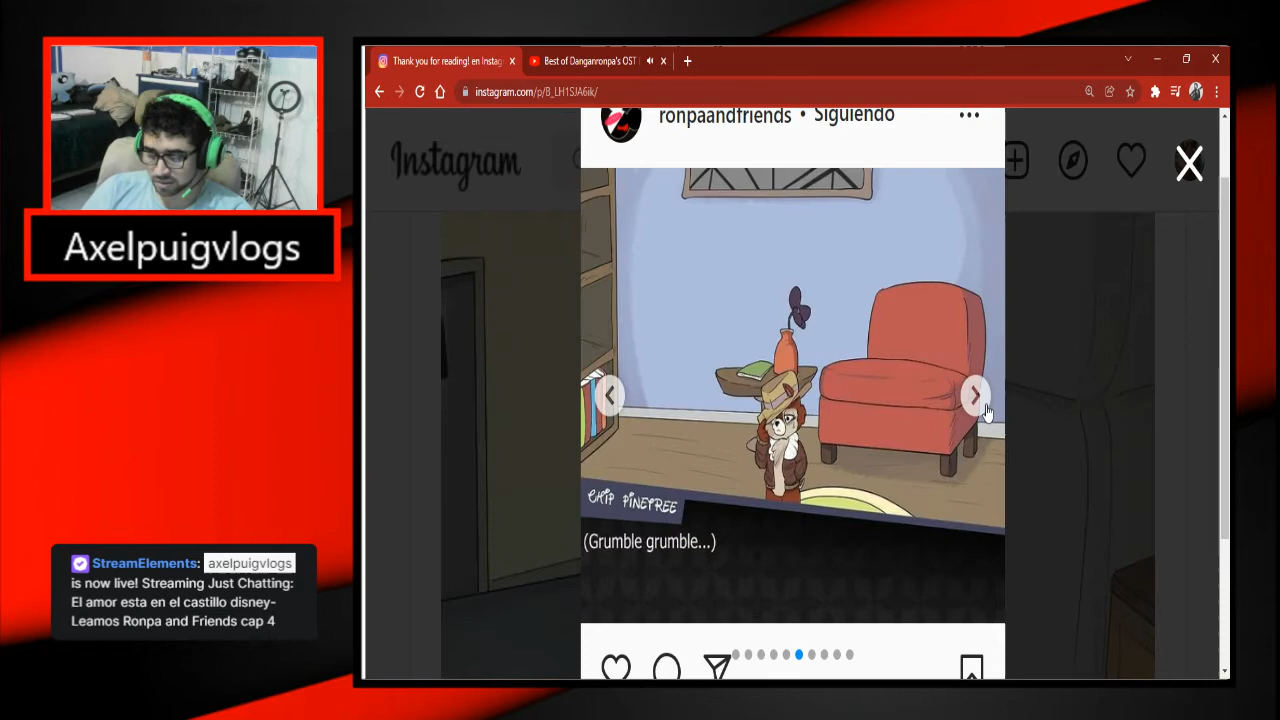 Thank you for reading! en Instag
Best of Danganronpa's OST
instagram.com/p/B_LH1SJA6ik/
ronpaandfriends • Siguiendo
Instagram
Axelpuigvlogs
CHIP PINETREE
(Grumble grumble...)
StreamElements: axelpuigvlogs
is now live! Streaming Just Chatting:
El amor esta en el castillo disney-
Leamos Ronpa and Friends cap 4